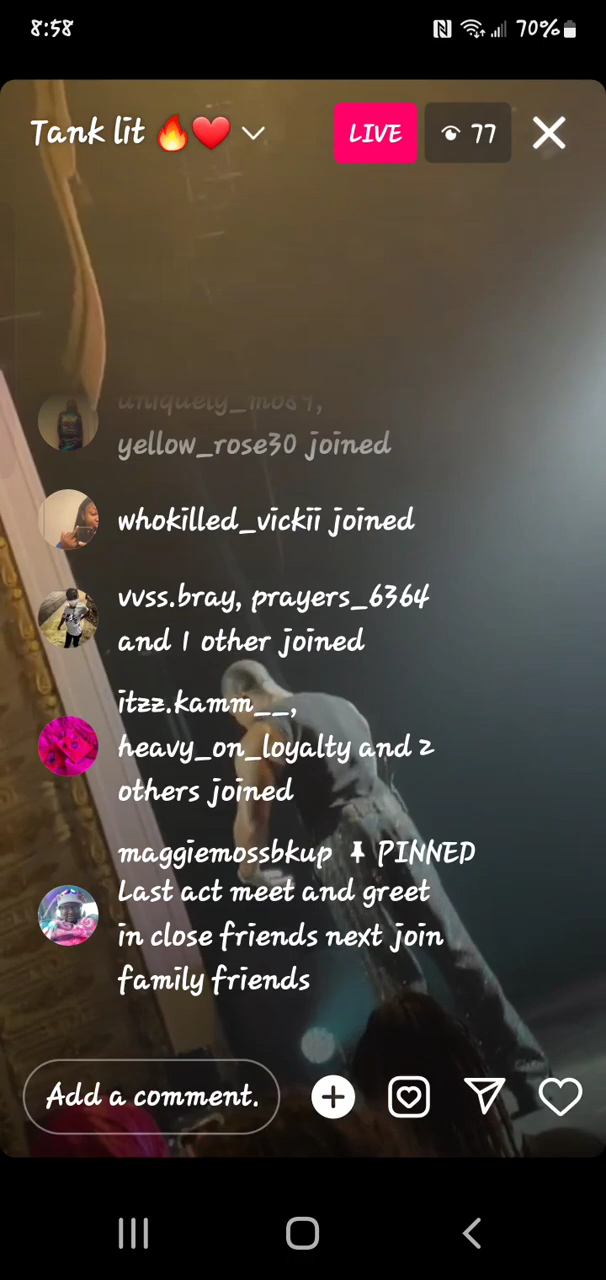 8:58 70%
Tank lit 🔥❤️ LIVE 77
yellow_rose30 joined
whokilled_vickii joined
vvss.bray, prayers_6364
and 1 other joined
itzz.kamm__,
heavy_on_loyalty and 2
others joined
maggiemossbkup PINNED
Last act meet and greet
in close friends next join
family friends
Add a comment.